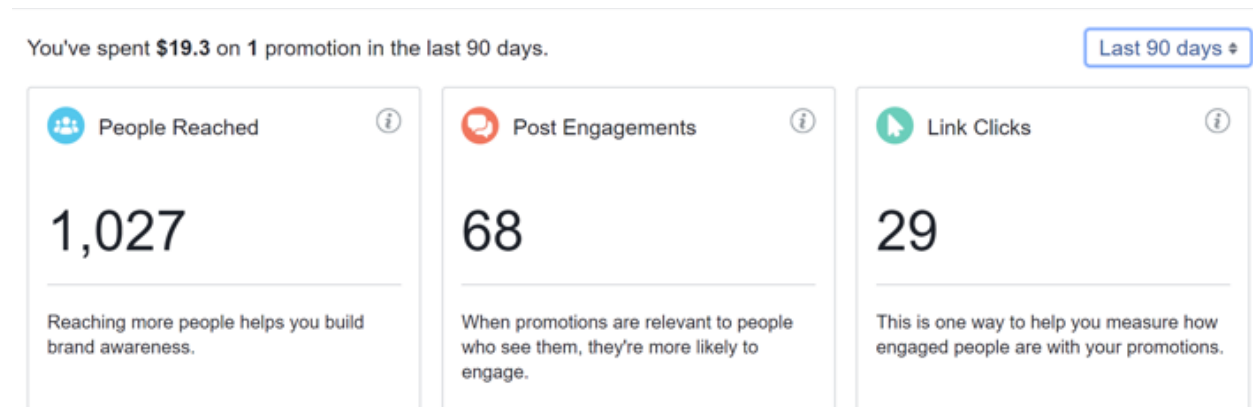 You've spent $19.3 on 1 promotion in the last 90 days.
Last 90 days
People Reached
1,027
Reaching more people helps you build
brand awareness.
Post Engagements
68
When promotions are relevant to people
who see them, they're more likely to
engage.
Link Clicks
29
This is one way to help you measure how
engaged people are with your promotions.